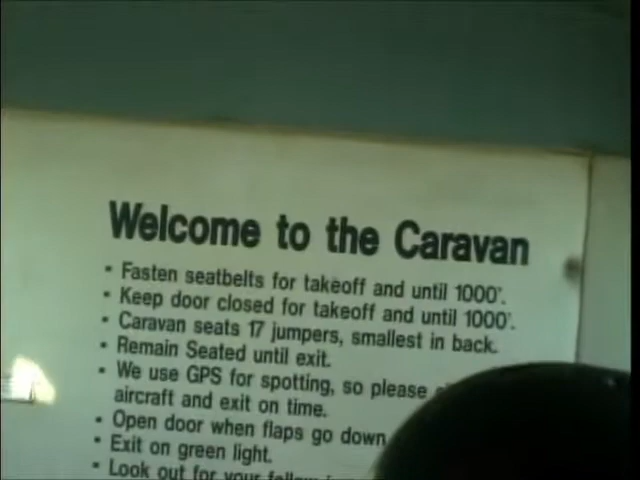 Welcome to the Caravan
• Fasten seatbelts for takeoff and until 1000'.
• Keep door closed for takeoff and until 1000'.
• Caravan seats 17 jumpers, smallest in back.
• Remain Seated until exit.
• We use GPS for spotting, so please
aircraft and exit on time.
• Open door when flaps go down
• Exit on green light.
• Look out for your